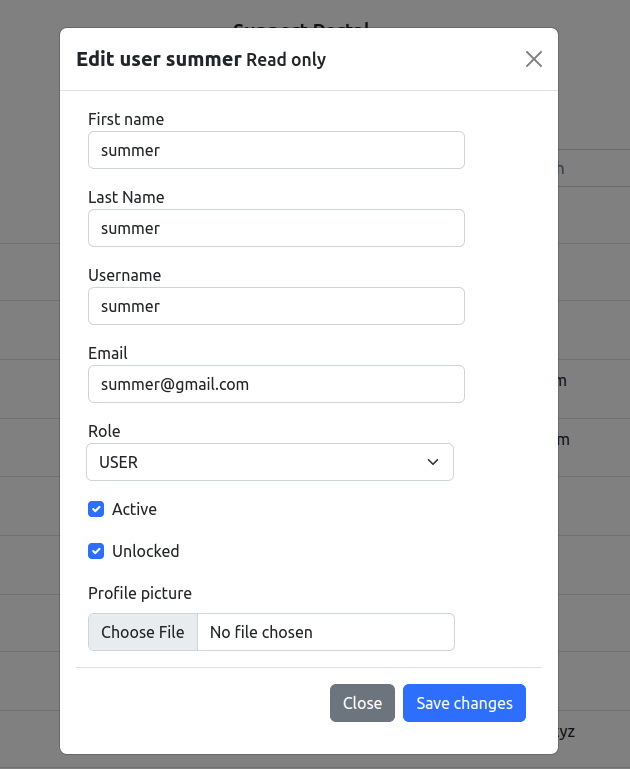 Edit user summer Read only
First name
summer
Last Name
summer
Username
summer
Email
summer@gmail.com
Role
USER
Active
Unlocked
Profile picture
Choose File No file chosen
Close Save changes